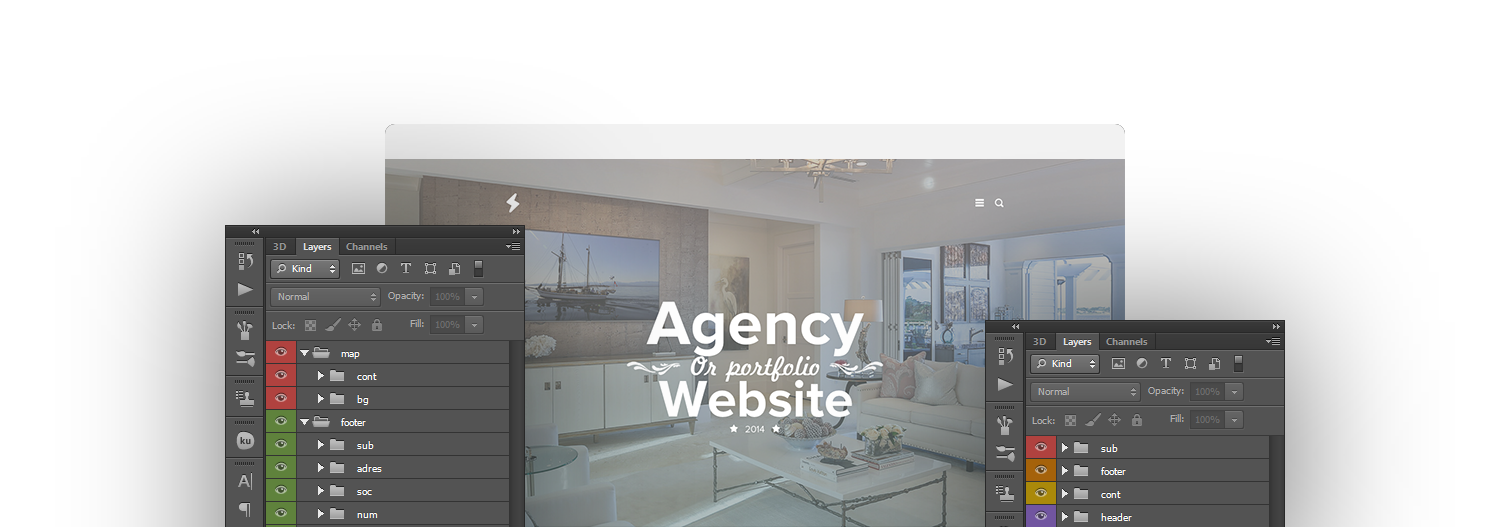 3D Layers Channels
Kind
Normal Opacity: 100%
Lock: Fill: 100%
map
cont
bg
footer
sub
adres
soc
num
ku
A
Agency
Or portfolio
Website
2014
3D Layers Channels
Kind
Normal Opacity: 100%
Lock: Fill: 100%
sub
footer
cont
header